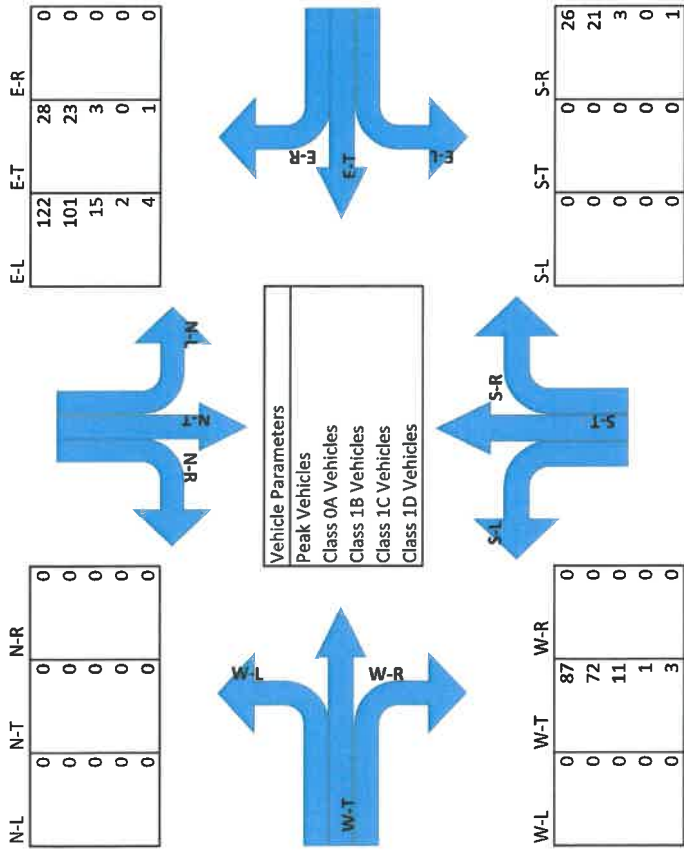 N-L N-T N-R
0 0 0
0 0 0
0 0 0
0 0 0
0 0 0
E-L E-T E-R
122 28 0
101 23 0
15 3 0
2 0 0
4 1 0
N-R
N-T
N-L
W-L
W-T
W-R
Vehicle Parameters
Peak Vehicles
Class 0A Vehicles
Class 1B Vehicles
Class 1C Vehicles
Class 1D Vehicles
E-R
E-T
E-L
S-L
S-T
S-R
W-L W-T W-R
0 87 0
0 72 0
0 11 0
0 1 0
0 3 0
S-L S-T S-R
0 0 26
0 0 21
0 0 3
0 0 0
0 0 1